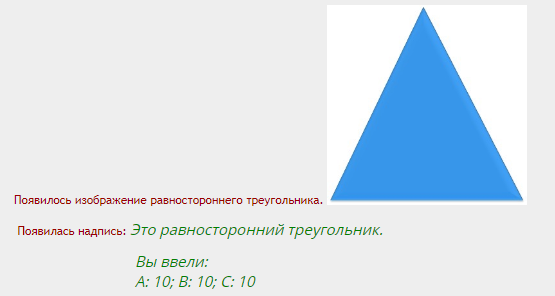 Появилось изображение равностороннего треугольника.
Появилась надпись: Это равносторонний треугольник.
Вы ввели:
A: 10; B: 10; C: 10